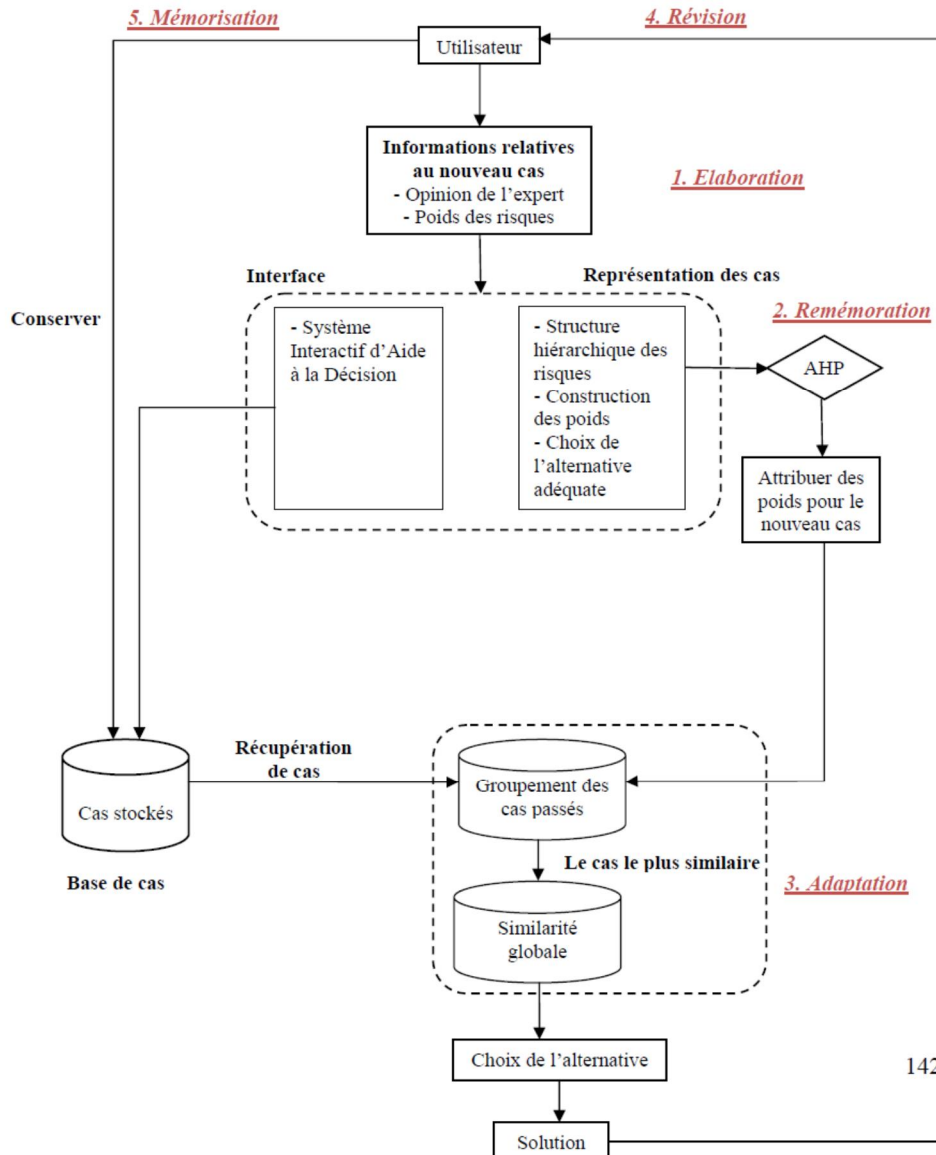 5. Mémorisation
4. Révision
Utilisateur
Informations relatives
au nouveau cas
- Opinion de l'expert
- Poids des risques
1. Elaboration
Interface
Représentation des cas
Conserver
- Système
Interactif d'Aide
à la Décision
- Structure
hiérarchique des
risques
- Construction
des poids
- Choix de
l'alternative
adéquate
2. Remémoration
AHP
Attribuer des
poids pour le
nouveau cas
Récupération
de cas
Cas stockés
Base de cas
Groupement des
cas passés
Le cas le plus similaire
3. Adaptation
Similarité
globale
Choix de l'alternative
142
Solution